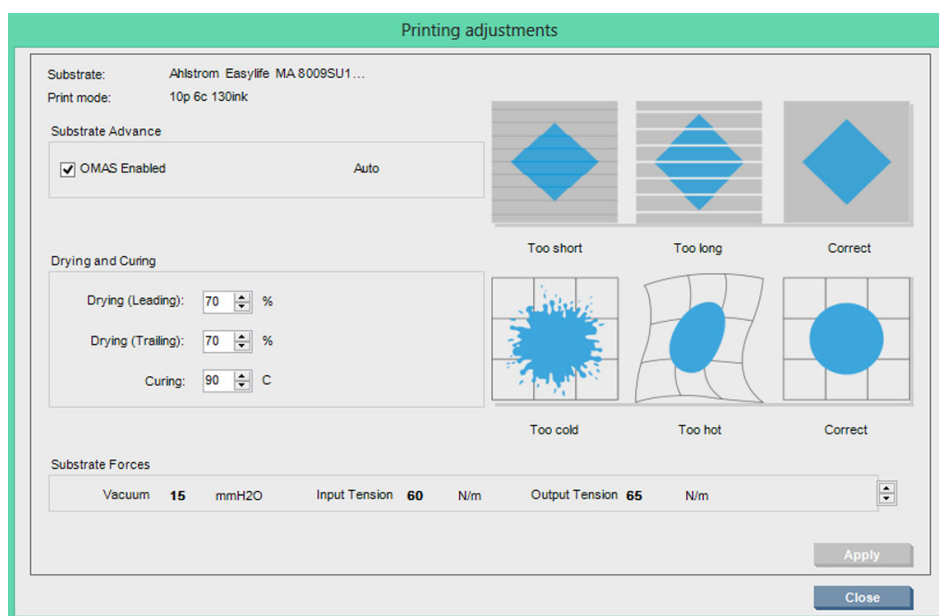 Printing adjustments
Substrate: Ahlstrom Easylife MA 8009SU1...
Print mode: 10p 6c 130ink
Substrate Advance
OMAS Enabled Auto
Too short Too long Correct
Drying and Curing
Drying (Leading): 70 %
Drying (Trailing): 70 %
Curing: 90 C
Too cold Too hot Correct
Substrate Forces
Vacuum 15 mmH2O Input Tension 60 N/m Output Tension 65 N/m
Apply
Close